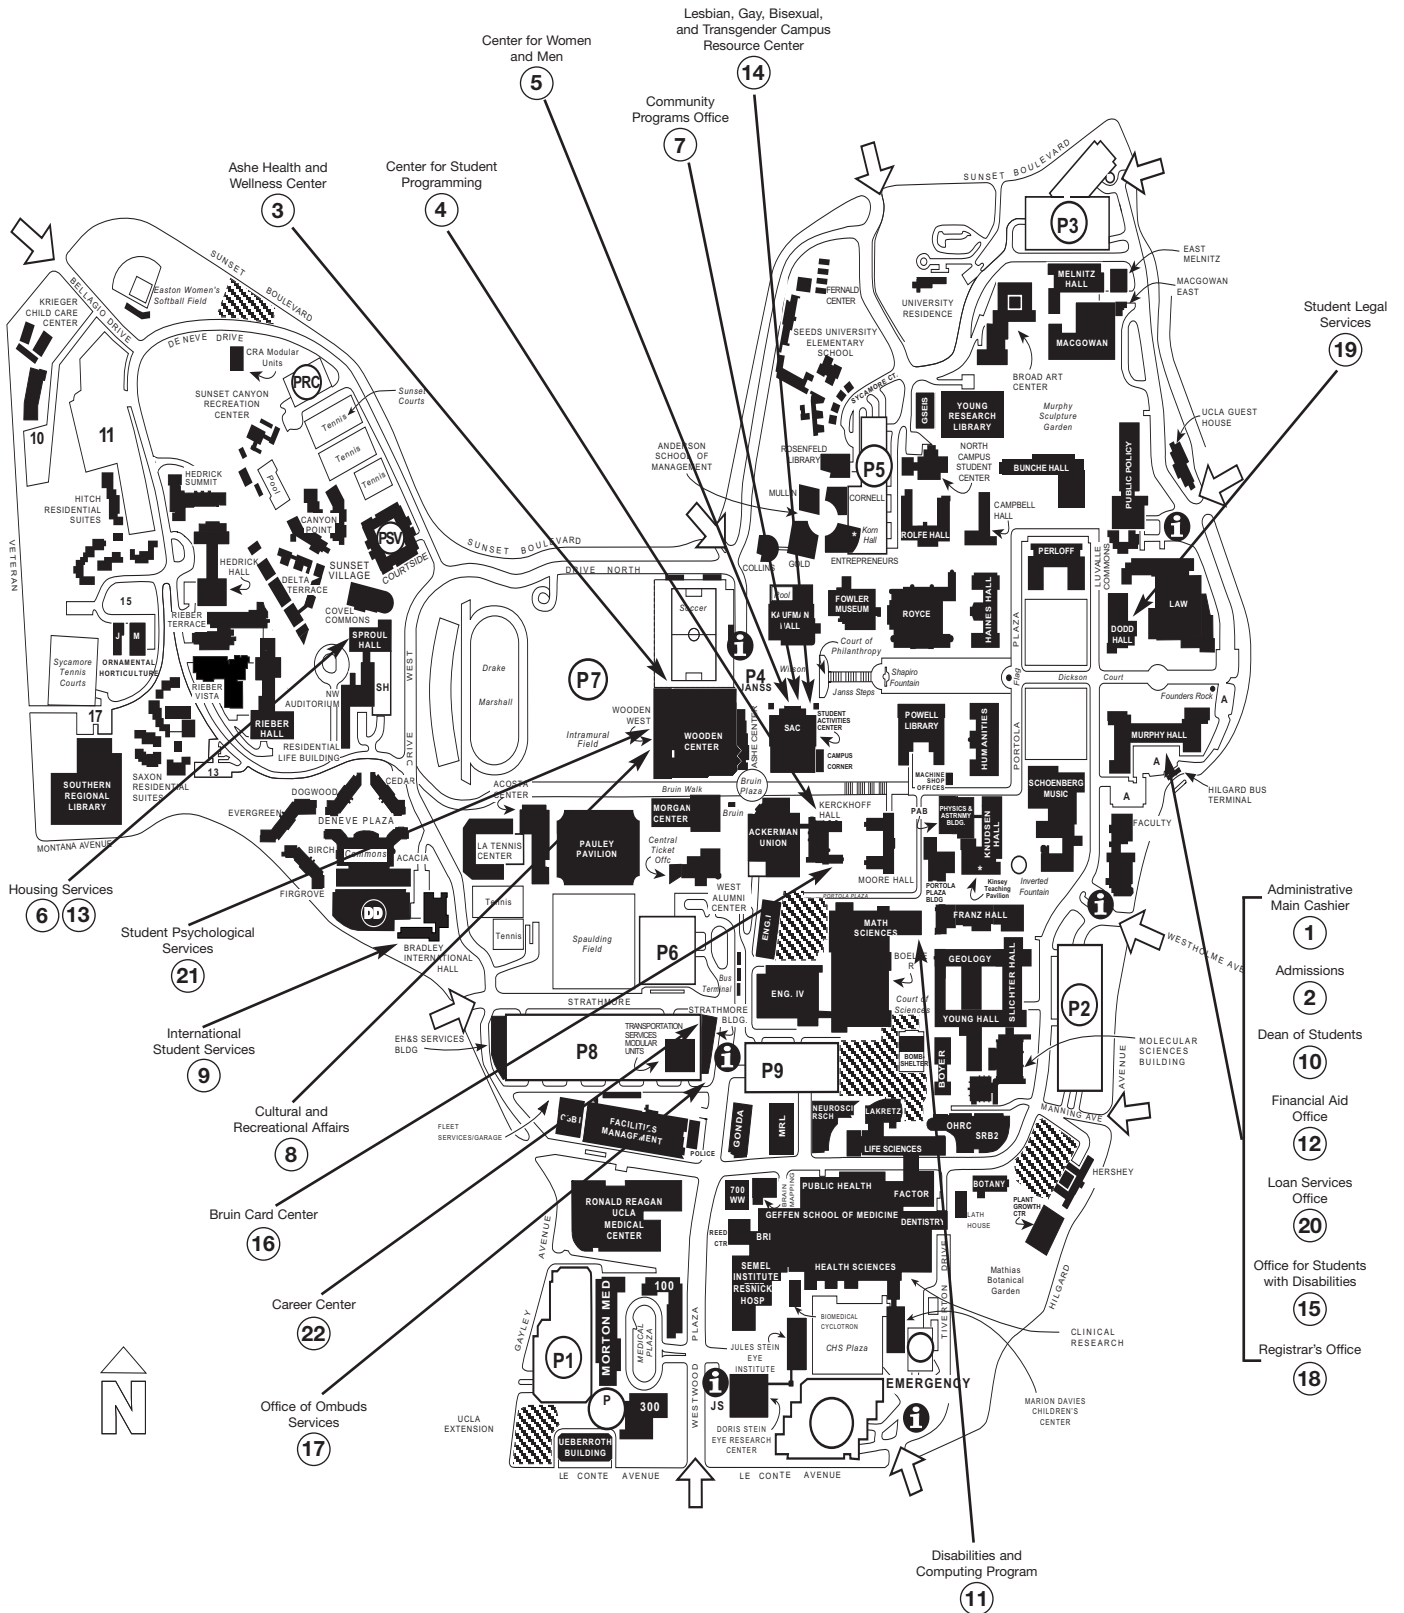 Lesbian, Gay, Bisexual,
and Transgender Campus
Resource Center
14
Center for Women
and Men
5
Community
Programs Office
7
Ashe Health and
Wellness Center
3
Center for Student
Programming
4
Student Legal
Services
19
SUNSET BOULEVARD
P3
EAST
MELNITZ
MELNITZ
HALL
MACGOWAN
EAST
MACGOWAN
FERNALD
CENTER
UNIVERSITY
RESIDENCE
SEEDS UNIVERSITY
ELEMENTARY
SCHOOL
BROAD ART
CENTER
SYCAMORE CT.
GSEIS
YOUNG
RESEARCH
LIBRARY
Murphy
Sculpture
Garden
UCLA GUEST
HOUSE
SUNSET BOULEVARD
BELLAGIO DRIVE
KRIEGER
CHILD CARE
CENTER
Easton Women's
Softball Field
DE NEVE DRIVE
CRA Modular
Units
PRC
SUNSET CANYON
RECREATION
CENTER
Sunset
Courts
Tennis
Tennis
Tennis
Pool
10
11
HEDRICK
SUMMIT
HITCH
RESIDENTIAL
SUITES
CANYON
POINT
PSV
COURTSIDE
SUNSET
VILLAGE
HEDRICK
HALL
DELTA
TERRACE
COVEL
COMMONS
VETERAN
15
RIEBER
TERRACE
SPROUL
HALL
J
M
ORNAMENTAL
HORTICULTURE
Sycamore
Tennis
Courts
RIEBER
VISTA
NW
AUDITORIUM
SH
17
RIEBER
HALL
RESIDENTIAL
LIFE BUILDING
13
SAXON
RESIDENTIAL
SUITES
SOUTHERN
REGIONAL
LIBRARY
MONTANA AVENUE
ANDERSON
SCHOOL OF
MANAGEMENT
ROSENFELD
LIBRARY
P5
NORTH
CAMPUS
STUDENT
CENTER
BUNCHE HALL
PUBLIC POLICY
MULLIN
CORNELL
Korn
Hall
*
ROLFE HALL
CAMPBELL
HALL
COLLINS
GOLD
ENTREPRENEURS
PERLOFF
LUVALLE
COMMONS
SUNSET BOULEVARD
DRIVE NORTH
Soccer
Pool
KAUFMAN
HALL
FOWLER
MUSEUM
ROYCE
HAINES HALL
PLAZA
DODD
HALL
LAW
Drake
Marshall
P7
P4
JANSS
Court of
Philanthropy
Wilson
Janss Steps
Shapiro
Fountain
Flag
Dickson Court
Founders Rock
A
WEST
DRIVE
WOODEN
WEST
Intramural
Field
WOODEN
CENTER
ASHE CENTER
SAC
STUDENT
ACTIVITIES
CENTER
CAMPUS
CORNER
POWELL
LIBRARY
HUMANITIES
PORTOLA
MURPHY HALL
A
A
HILGARD BUS
TERMINAL
MACHINE
SHOP
OFFICES
SCHOENBERG
MUSIC
Bruin Walk
Bruin
Plaza
Bruin
CEDAR
DOGWOOD
EVERGREEN
DENEVE PLAZA
BIRCH
Commons
ACACIA
FIRGROVE
DD
BRADLEY
INTERNATIONAL
HALL
ACOSTA
CENTER
LA TENNIS
CENTER
PAULEY
PAVILION
MORGAN
CENTER
Central
Ticket
Offc
ACKERMAN
UNION
KERCKHOFF
HALL
MOORE HALL
PAB
PHYSICS &
ASTRNMY
BLDG.
KNUDSEN
HALL
*
PORTOLA
PLAZA
BLDG
Kinsey
Teaching
Pavilion
Inverted
Fountain
FACULTY
PORTOLA PLAZA
WEST
ALUMNI
CENTER
Tennis
Tennis
Spaulding
Field
P6
ENG.I
MATH
SCIENCES
FRANZ HALL
GEOLOGY
SLICHTER HALL
Bus
Terminal
ENG. IV
Court of
Sciences
YOUNG HALL
P2
WESTHOLME AVE
STRATHMORE
STRATHMORE
BLDG.
EH&S SERVICES
BLDG
P8
TRANSPORTATION
SERVICES
MODULAR
UNITS
P9
BOMB
SHELTER
BOYER
MOLECULAR
SCIENCES
BUILDING
AVENUE
MANNING AVE
FLEET
SERVICES/GARAGE
FACILITIES
MANAGEMENT
POLICE
GONDA
MRL
NEUROSCI
RSCH
LAKRETZ
OHRC
SRB2
LIFE SCIENCES
HERSHEY
RONALD REAGAN
UCLA
MEDICAL
CENTER
700
WW
BRAIN
MAPPING
PUBLIC HEALTH
FACTOR
BOTANY
GEFFEN SCHOOL OF MEDICINE
DENTISTRY
LATH
HOUSE
PLANT
GROWTH
CTR
REED
CTR
BRI
SEMEL
INSTITUTE
RESNICK
HOSP
HEALTH SCIENCES
Mathias
Botanical
Garden
HILGARD
TIVERTON DRIVE
AVENUE
GAYLEY
P1
MORTON MED
100
MEDICAL
PLAZA
PLAZA
WESTWOOD
BIOMEDICAL
CYCLOTRON
CHS Plaza
JULES STEIN
EYE
INSTITUTE
CLINICAL
RESEARCH
EMERGENCY
MARION DAVIES
CHILDREN'S
CENTER
JS
P
300
DORIS STEIN
EYE RESEARCH
CENTER
UCLA
EXTENSION
UEBERROTH
BUILDING
LE CONTE AVENUE
LE CONTE AVENUE
Housing Services
6 13
Student Psychological
Services
21
International
Student Services
9
Cultural and
Recreational Affairs
8
Bruin Card Center
16
Career Center
22
Office of Ombuds
Services
17
N
Administrative
Main Cashier
1
Admissions
2
Dean of Students
10
Financial Aid
Office
12
Loan Services
Office
20
Office for Students
with Disabilities
15
Registrar's Office
18
Disabilities and
Computing Program
11